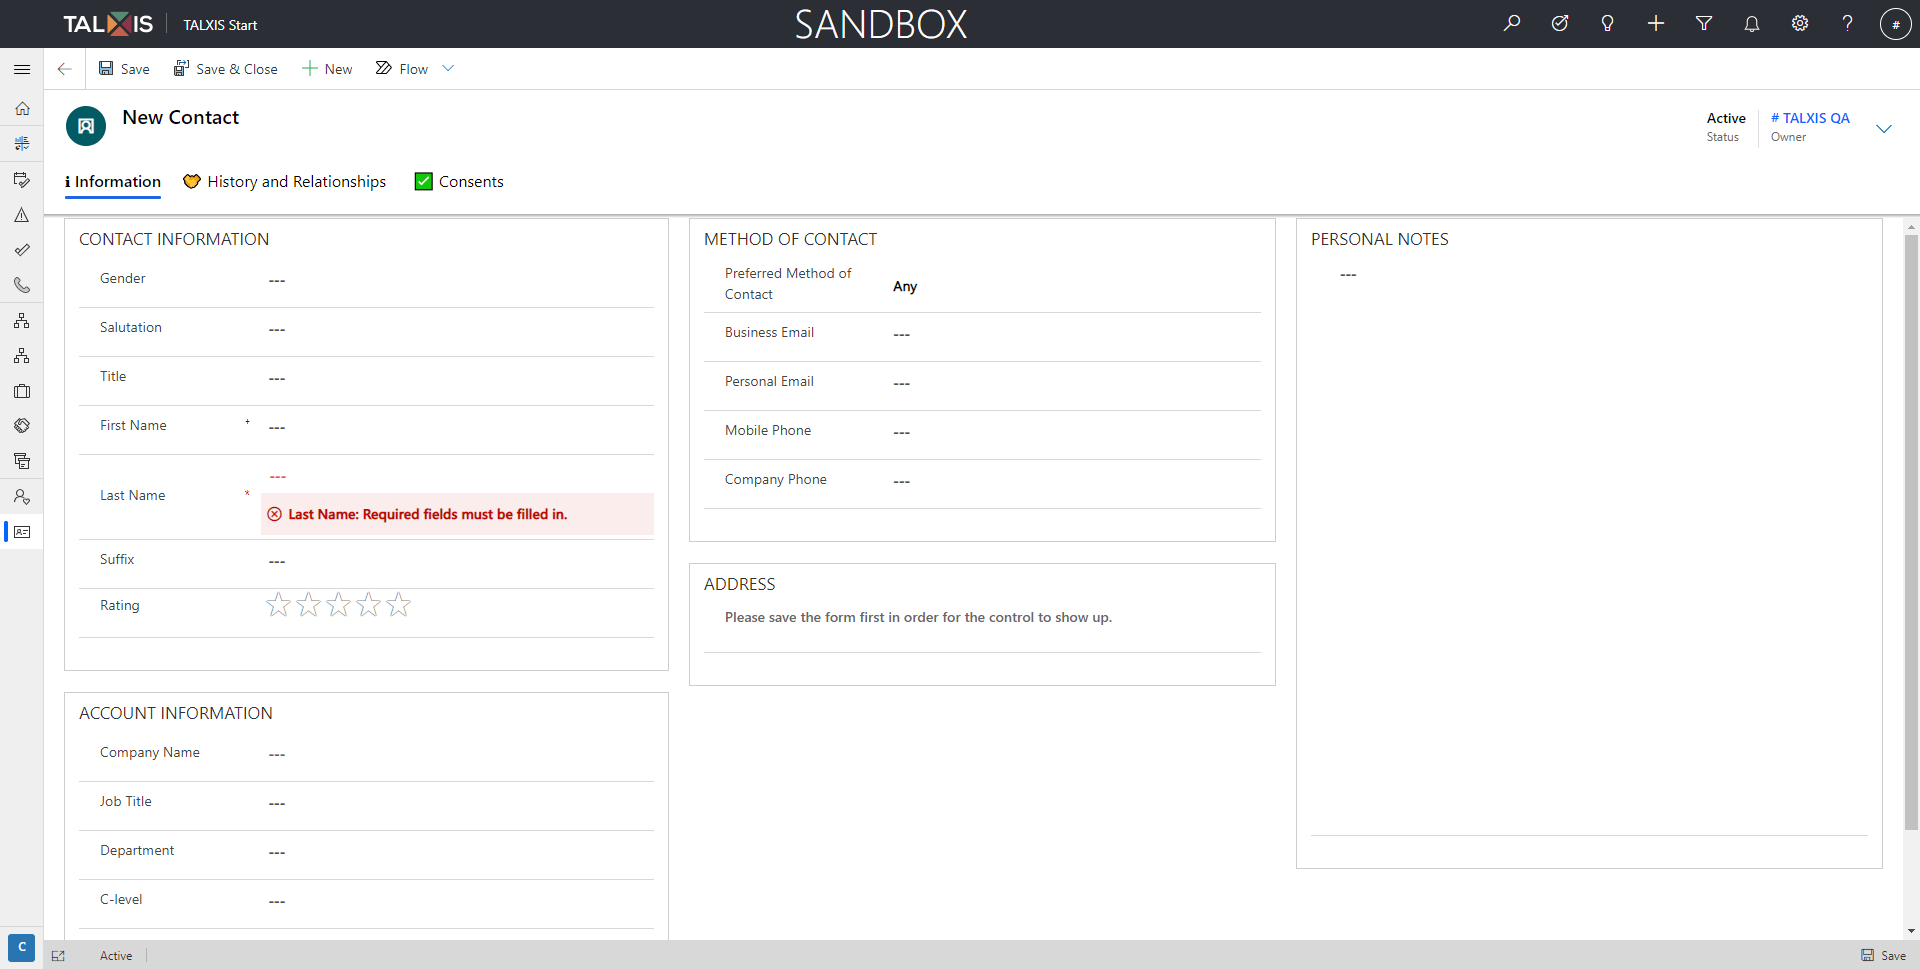 TALXIS
TALXIS Start
SANDBOX
#
Save
Save & Close
New
Flow
New Contact
Active
Status
# TALXIS QA
Owner
Information
History and Relationships
Consents
CONTACT INFORMATION
Gender
---
Salutation
---
Title
---
First Name
+
---
Last Name
*
---
Last Name: Required fields must be filled in.
Suffix
---
Rating
ACCOUNT INFORMATION
Company Name
---
Job Title
---
Department
---
C-level
---
METHOD OF CONTACT
Preferred Method of
Contact
Any
Business Email
---
Personal Email
---
Mobile Phone
---
Company Phone
---
ADDRESS
Please save the form first in order for the control to show up.
PERSONAL NOTES
---
C
Active
Save